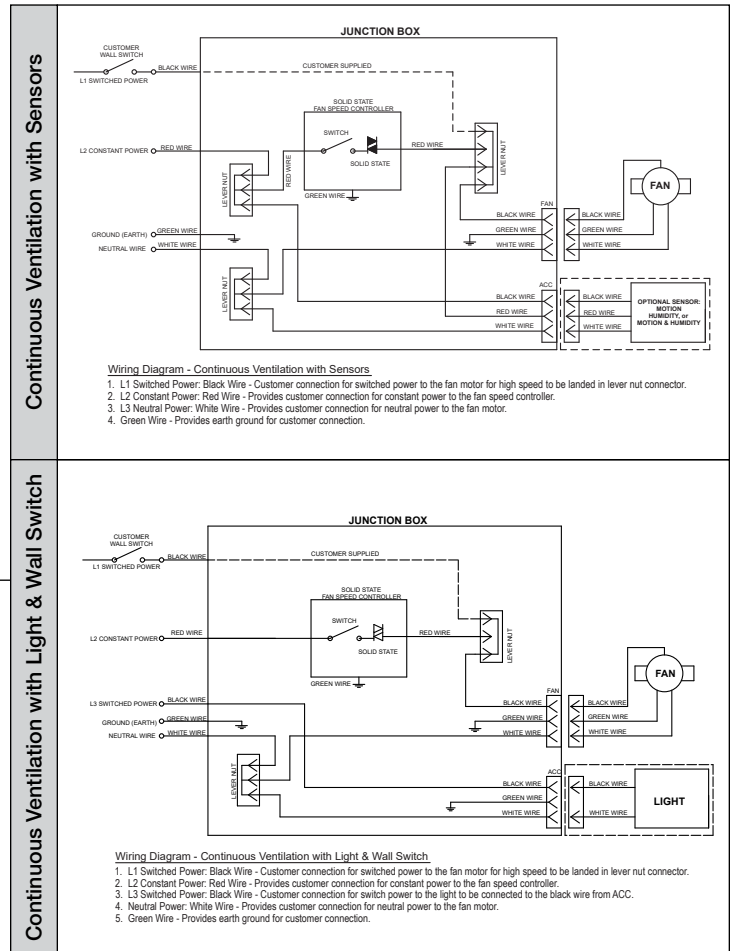 Continuous Ventilation with Sensors
JUNCTION BOX
CUSTOMER
WALL SWITCH
BLACK WIRE
CUSTOMER SUPPLIED
L1 SWITCHED POWER
SOLID STATE
FAN SPEED CONTROLLER
SWITCH
RED WIRE
L2 CONSTANT POWER
RED WIRE
SOLID STATE
LEVER NUT
RED WIRE
LEVER NUT
GREEN WIRE
FAN
FAN
BLACK WIRE
BLACK WIRE
GROUND (EARTH)
GREEN WIRE
GREEN WIRE
GREEN WIRE
NEUTRAL WIRE
WHITE WIRE
WHITE WIRE
WHITE WIRE
LEVER NUT
ACC
BLACK WIRE
BLACK WIRE
RED WIRE
RED WIRE
WHITE WIRE
WHITE WIRE
OPTIONAL SENSOR:
MOTION
HUMIDITY, or
MOTION & HUMIDITY
Wiring Diagram - Continuous Ventilation with Sensors
1. L1 Switched Power: Black Wire - Customer connection for switched power to the fan motor for high speed to be landed in lever nut connector.
2. L2 Constant Power: Red Wire - Provides customer connection for constant power to the fan speed controller.
3. L3 Neutral Power: White Wire - Provides customer connection for neutral power to the fan motor.
4. Green Wire - Provides earth ground for customer connection.
Continuous Ventilation with Light & Wall Switch
JUNCTION BOX
CUSTOMER
WALL SWITCH
BLACK WIRE
CUSTOMER SUPPLIED
L1 SWITCHED POWER
SOLID STATE
FAN SPEED CONTROLLER
SWITCH
RED WIRE
L2 CONSTANT POWER
RED WIRE
SOLID STATE
LEVER NUT
GREEN WIRE
FAN
FAN
L3 SWITCHED POWER
BLACK WIRE
BLACK WIRE
BLACK WIRE
GROUND (EARTH)
GREEN WIRE
GREEN WIRE
GREEN WIRE
NEUTRAL WIRE
WHITE WIRE
WHITE WIRE
WHITE WIRE
LEVER NUT
ACC
BLACK WIRE
BLACK WIRE
GREEN WIRE
WHITE WIRE
WHITE WIRE
LIGHT
Wiring Diagram - Continuous Ventilation with Light & Wall Switch
1. L1 Switched Power: Black Wire - Customer connection for switched power to the fan motor for high speed to be landed in lever nut connector.
2. L2 Constant Power: Red Wire - Provides customer connection for constant power to the fan speed controller.
3. L3 Switched Power: Black Wire - Customer connection for switch power to the light to be connected to the black wire from ACC.
4. Neutral Power: White Wire - Provides customer connection for neutral power to the fan motor.
5. Green Wire - Provides earth ground for customer connection.